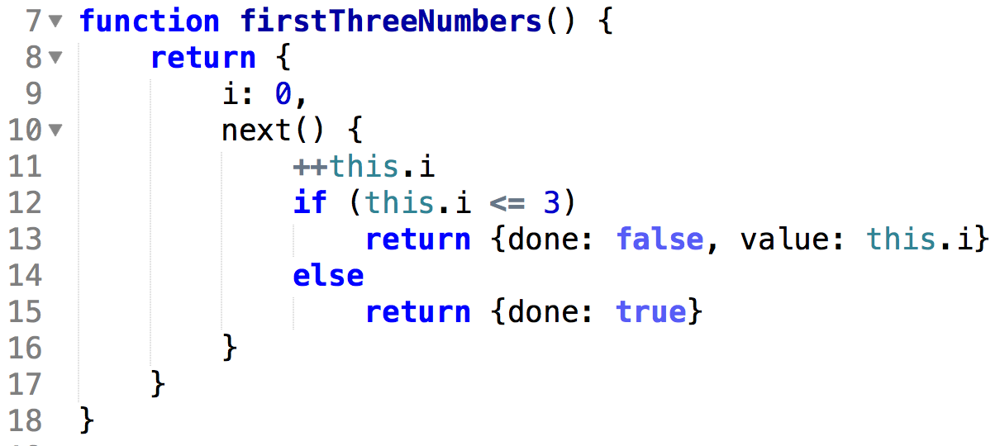 7 function firstThreeNumbers() {
8     return {
9         i: 0,
10         next() {
11             ++this.i
12             if (this.i <= 3)
13                 return {done: false, value: this.i}
14             else
15                 return {done: true}
16         }
17     }
18 }